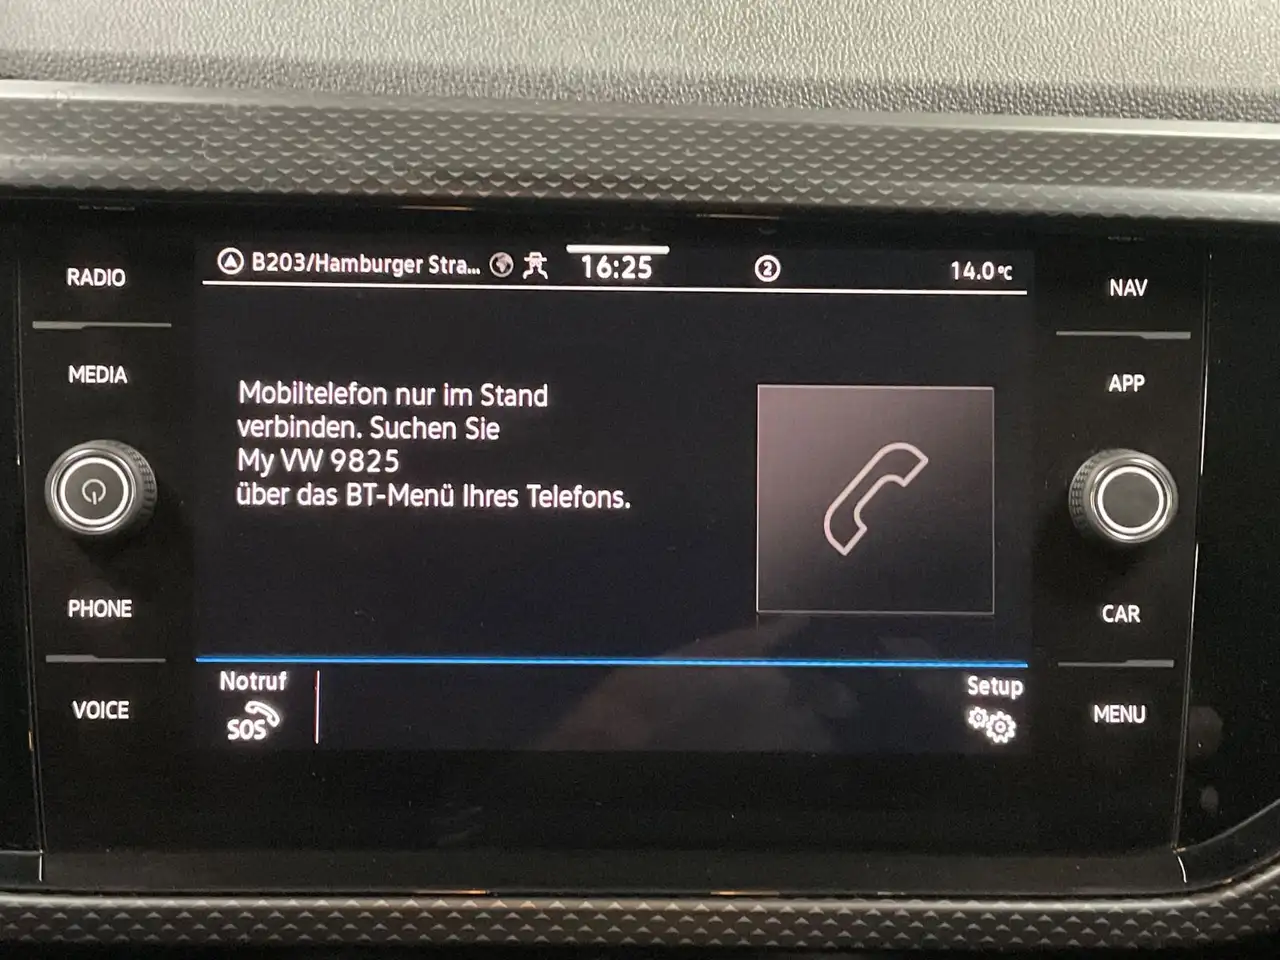 RADIO
MEDIA
PHONE
VOICE
B203/Hamburger Stra...
16:25
2
14.0°C
Mobiltelefon nur im Stand
verbinden. Suchen Sie
My VW 9825
über das BT-Menü Ihres Telefons.
Notruf
SOS
Setup
NAV
APP
CAR
MENU